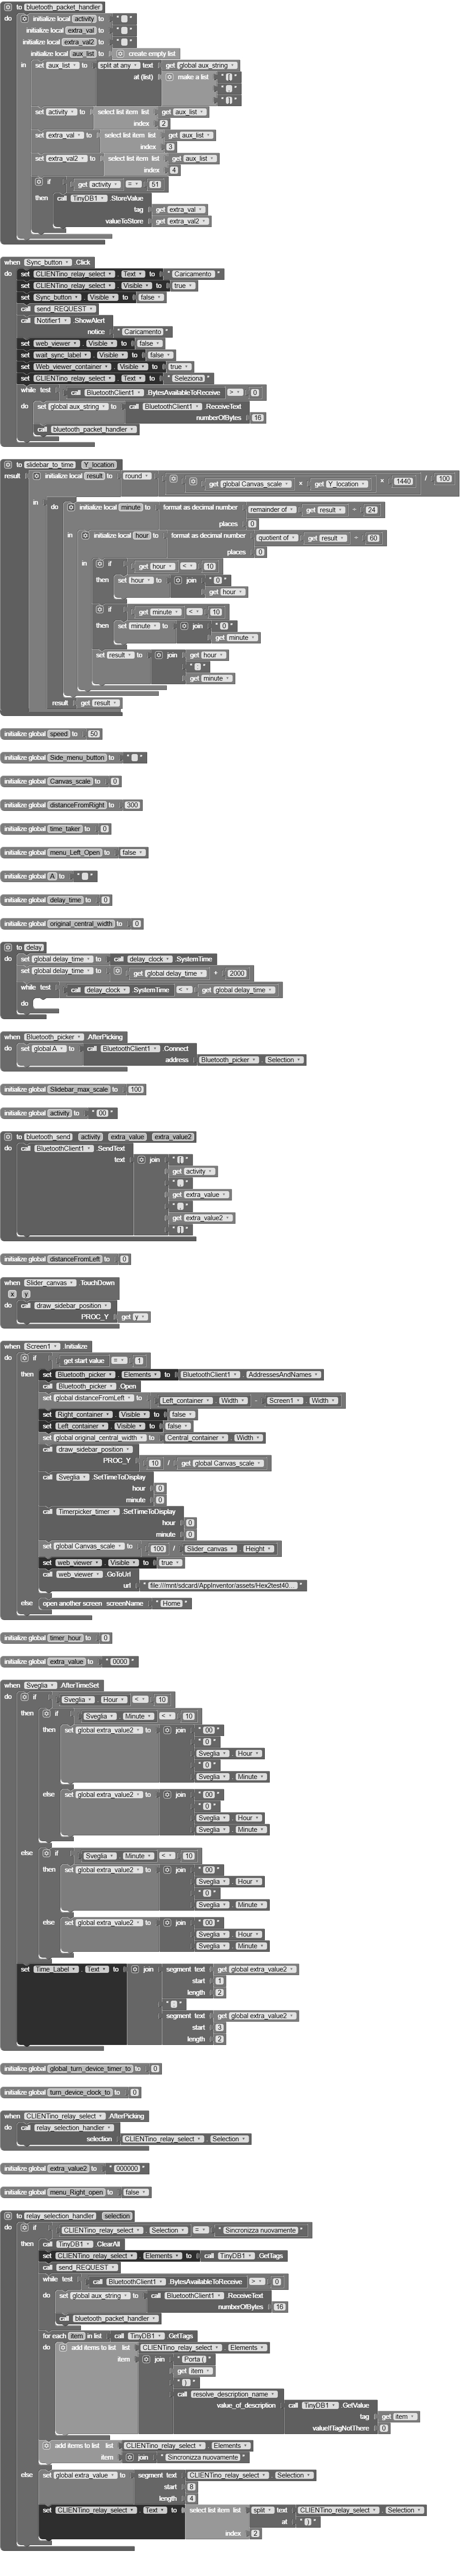 to bluetooth_packet_handler
do initialize local activity to " "
initialize local extra_val to " "
initialize local extra_val2 to " "
initialize local aux_list to create empty list
in set aux_list to split at any text get global aux_string
at (list) make a list
set activity to select list item list get aux_list
index 2
set extra_val to select list item list get aux_list
index 3
set extra_val2 to select list item list get aux_list
index 4
if get activity = 51
then call TinyDB1 .StoreValue
tag get extra_val
valueToStore get extra_val2
when Sync_button .Click
do set CLIENTino_relay_select . Text to " Caricamento "
set CLIENTino_relay_select . Visible to true
set Sync_button . Visible to false
call send_REQUEST
call Notifier1 .ShowAlert
notice " Caricamento "
set web_viewer . Visible to false
set wait_sync_label . Visible to false
set Web_viewer_container . Visible to true
set CLIENTino_relay_select . Text to " Seleziona "
while test call BluetoothClient1 .BytesAvailableToReceive > 0
do set global aux_string to call BluetoothClient1 .ReceiveText
numberOfBytes 16
call bluetooth_packet_handler
to slidebar_to_time Y_location
result initialize local result to round get global Canvas_scale × get Y_location × 1440 / 100
in do initialize local minute to format as decimal number remainder of get result ÷ 24
places 0
in initialize local hour to format as decimal number quotient of get result ÷ 60
places 0
in if get hour < 10
then set hour to join " 0 "
get hour
if get minute < 10
then set minute to join " 0 "
get minute
set result to join get hour
" : "
get minute
result get result
initialize global speed to 50
initialize global Side_menu_button to " "
initialize global Canvas_scale to 0
initialize global distanceFromRight to 300
initialize global time_taker to 0
initialize global menu_Left_Open to false
initialize global A to " "
initialize global delay_time to 0
initialize global original_central_width to 0
to delay
do set global delay_time to call delay_clock .SystemTime
set global delay_time to get global delay_time + 2000
while test call delay_clock .SystemTime < get global delay_time
do
when Bluetooth_picker .AfterPicking
do set global A to call BluetoothClient1 .Connect
address Bluetooth_picker . Selection
initialize global Slidebar_max_scale to 100
initialize global activity to " 00 "
to bluetooth_send activity extra_value extra_value2
do call BluetoothClient1 .SendText
text join
get activity
get extra_value
get extra_value2
initialize global distanceFromLeft to 0
when Slider_canvas .TouchDown
x y
do call draw_sidebar_position
PROC_Y get y
when Screen1 .Initialize
do if get start value = 1
then set Bluetooth_picker . Elements to BluetoothClient1 . AddressesAndNames
call Bluetooth_picker .Open
set global distanceFromLeft to Left_container . Width - Screen1 . Width
set Right_container . Visible to false
set Left_container . Visible to false
set global original_central_width to Central_container . Width
call draw_sidebar_position
PROC_Y 10 / get global Canvas_scale
call Sveglia .SetTimeToDisplay
hour 0
minute 0
call Timerpicker_timer .SetTimeToDisplay
hour 0
minute 0
set global Canvas_scale to 100 / Slider_canvas . Height
set web_viewer . Visible to true
call web_viewer .GoToUrl
url " file:///mnt/sdcard/AppInventor/assets/Hex2test40... "
else open another screen screenName " Home "
initialize global timer_hour to 0
initialize global extra_value to " 0000 "
when Sveglia .AfterTimeSet
do if Sveglia . Hour < 10
then if Sveglia . Minute < 10
then set global extra_value2 to join " 00 "
" 0 "
Sveglia . Hour
" 0 "
Sveglia . Minute
else set global extra_value2 to join " 00 "
" 0 "
Sveglia . Hour
Sveglia . Minute
else if Sveglia . Minute < 10
then set global extra_value2 to join " 00 "
Sveglia . Hour
" 0 "
Sveglia . Minute
else set global extra_value2 to join " 00 "
Sveglia . Hour
Sveglia . Minute
set Time_Label . Text to join segment text get global extra_value2
start 1
length 2
" : "
segment text get global extra_value2
start 3
length 2
initialize global global_turn_device_timer_to to 0
initialize global turn_device_clock_to to 0
when CLIENTino_relay_select .AfterPicking
do call relay_selection_handler
selection CLIENTino_relay_select . Selection
initialize global extra_value2 to " 000000 "
initialize global menu_Right_open to false
to relay_selection_handler selection
do if CLIENTino_relay_select . Selection = " Sincronizza nuovamente "
then call TinyDB1 .ClearAll
set CLIENTino_relay_select . Elements to call TinyDB1 .GetTags
call send_REQUEST
while test call BluetoothClient1 .BytesAvailableToReceive > 0
do set global aux_string to call BluetoothClient1 .ReceiveText
numberOfBytes 16
call bluetooth_packet_handler
for each item in list call TinyDB1 .GetTags
do add items to list list CLIENTino_relay_select . Elements
item join " Porta ( "
get item
" ) "
call resolve_description_name
value_of_description call TinyDB1 .GetValue
tag get item
valueIfTagNotThere 0
add items to list list CLIENTino_relay_select . Elements
item join " Sincronizza nuovamente "
else set global extra_value to segment text CLIENTino_relay_select . Selection
start 8
length 4
set CLIENTino_relay_select . Text to select list item list split text CLIENTino_relay_select . Selection
at " ) "
index 2